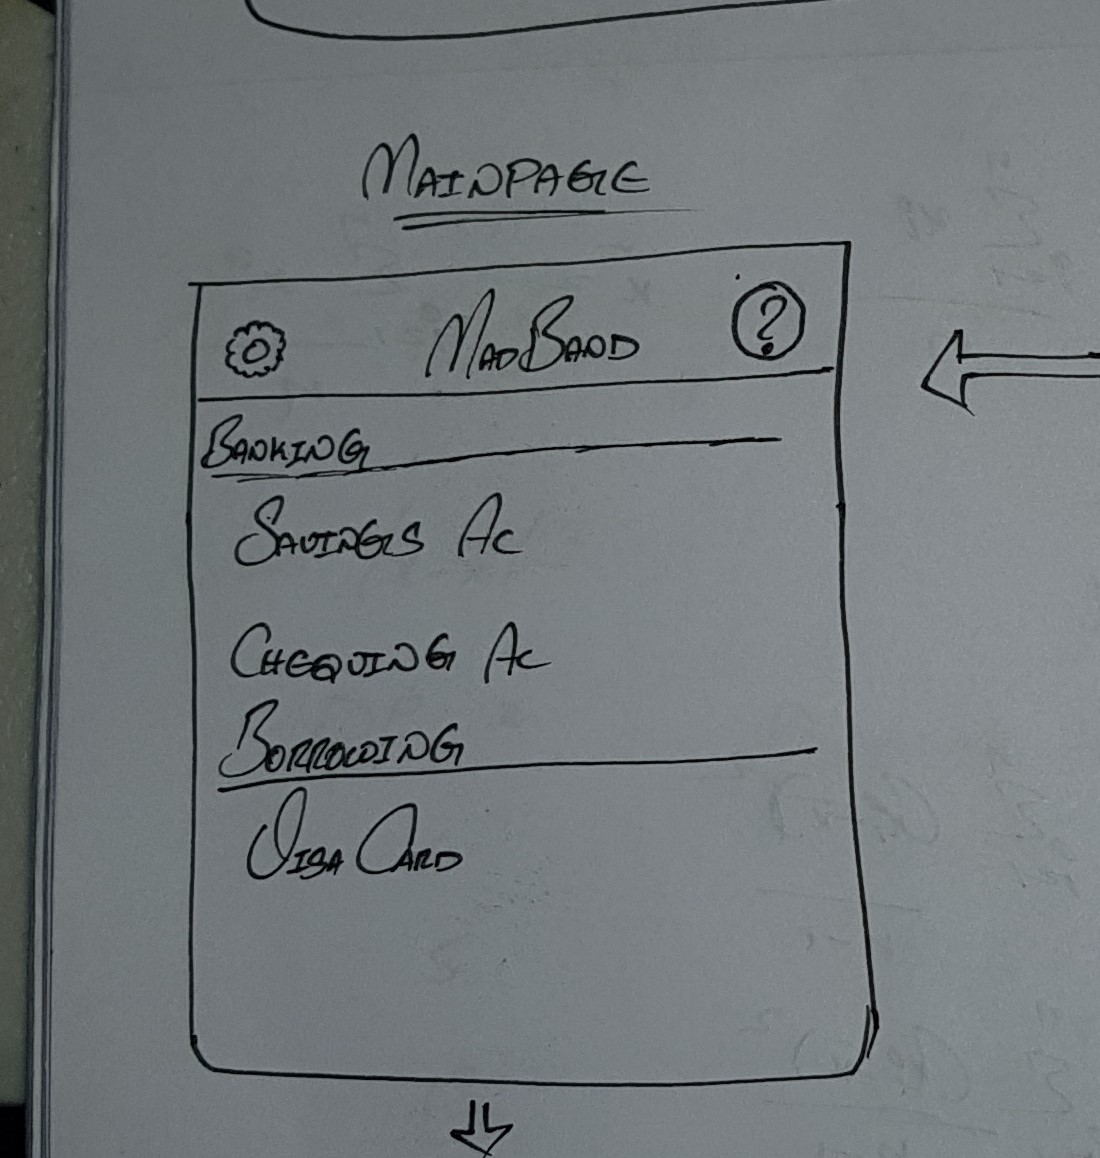 MAINPAGE
MADBAND ?
BANKING
SAVINGS AC
CHEQUING AC
BORROWING
VISA CARD